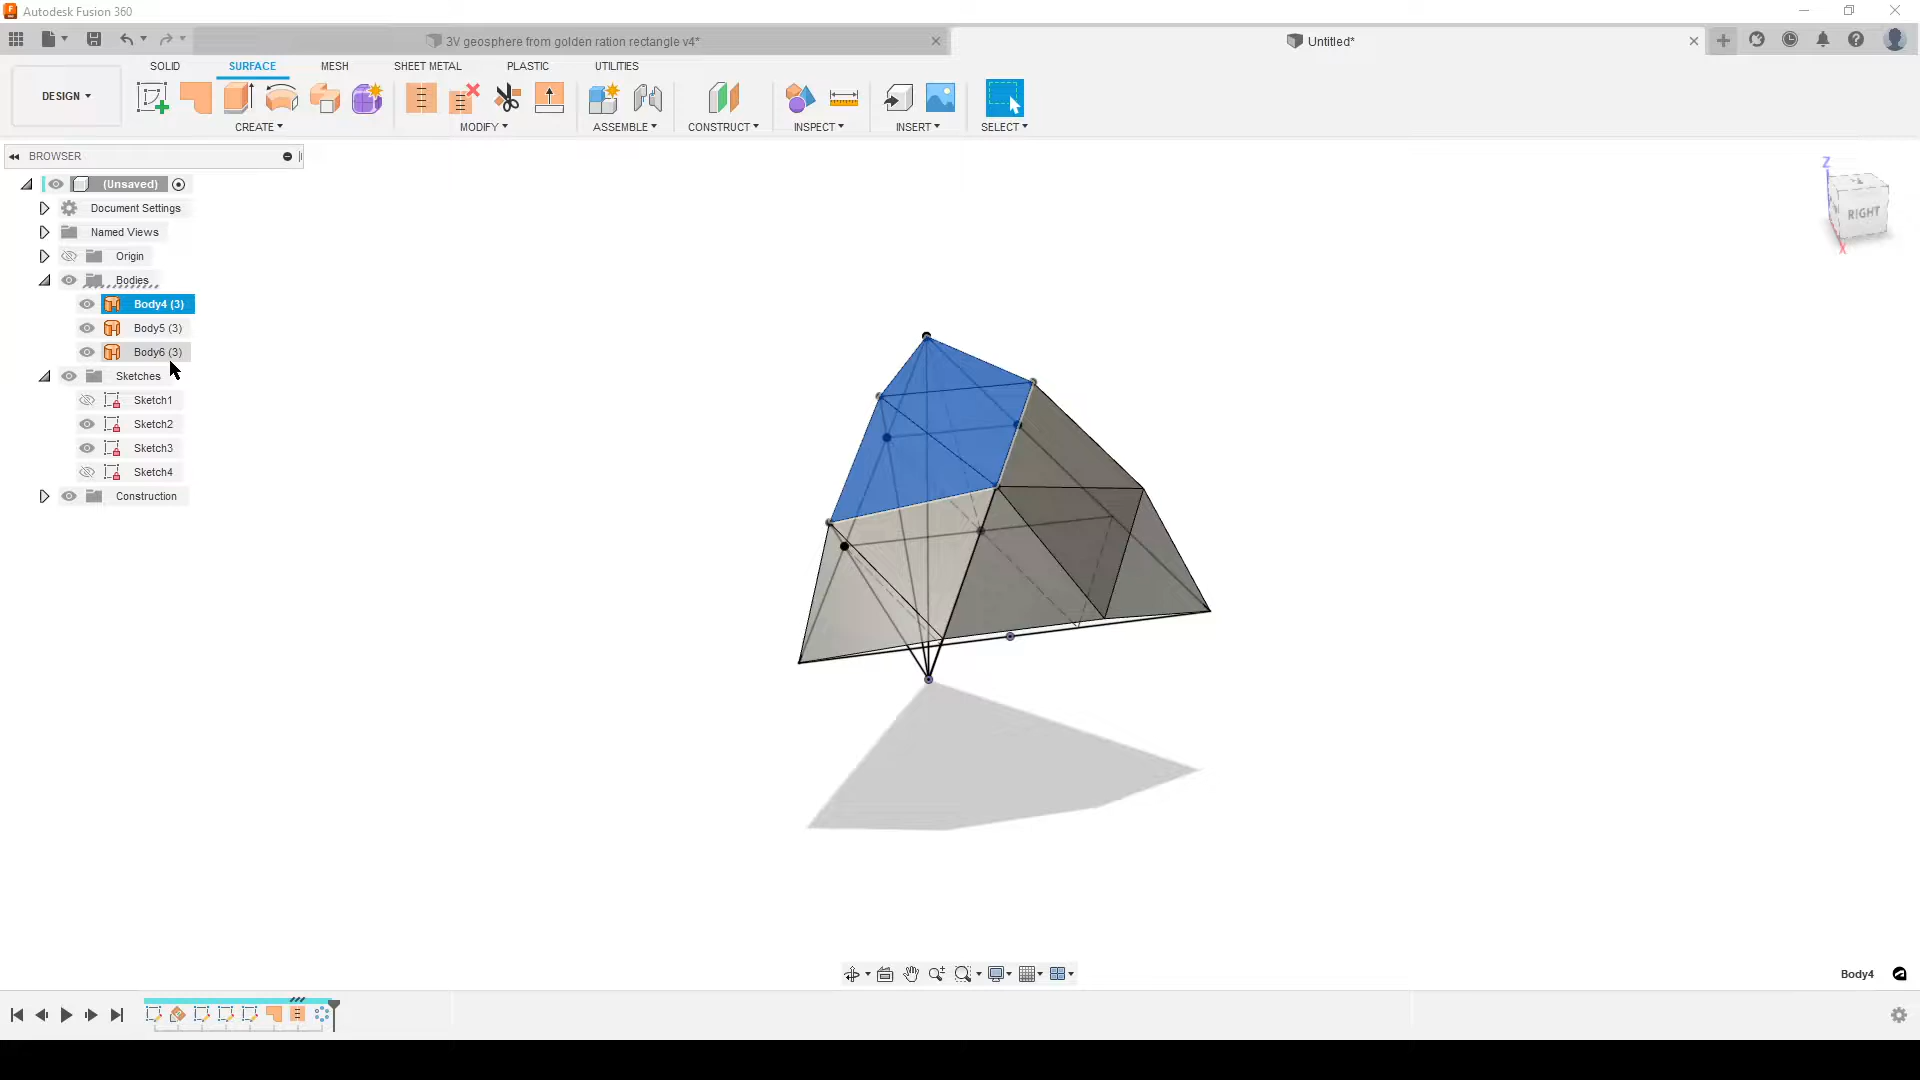 Autodesk Fusion 360
3V geosphere from golden ration rectangle v4*
Untitled*
DESIGN
SOLID
SURFACE
MESH
SHEET METAL
PLASTIC
UTILITIES
CREATE
MODIFY
ASSEMBLE
CONSTRUCT
INSPECT
INSERT
SELECT
BROWSER
(Unsaved)
Document Settings
Named Views
Origin
Bodies
Body4 (3)
Body5 (3)
Body6 (3)
Sketches
Sketch1
Sketch2
Sketch3
Sketch4
Construction
Z
RIGHT
X
Body4